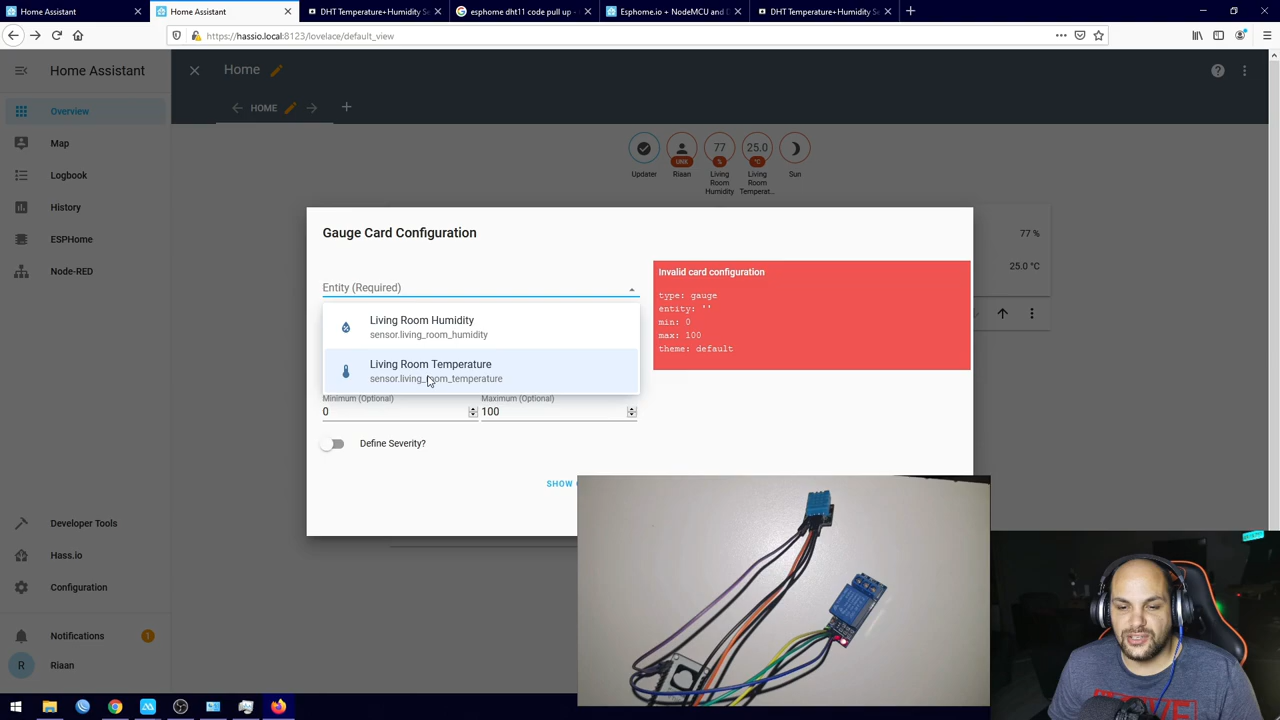 Home Assistant
Home Assistant
DHT Temperature+Humidity Se
esphome dht11 code pull up -
Esphome.io + NodeMCU and D
DHT Temperature+Humidity Se
https://hassio.local:8123/lovelace/default_view
Home Assistant
Home
HOME
Overview
Map
Logbook
History
ESPHome
Node-RED
77
25.0
UNK
%
°C
Updater
Riaan
Living
Room
Humidity
Living
Room
Temperat...
Sun
77 %
25.0 °C
Gauge Card Configuration
Entity (Required)
Living Room Humidity
sensor.living_room_humidity
Living Room Temperature
sensor.living_room_temperature
Minimum (Optional)
0
Maximum (Optional)
100
Define Severity?
SHOW
Invalid card configuration
type: gauge
entity: ''
min: 0
max: 100
theme: default
Developer Tools
Hass.io
Configuration
Notifications
1
R
Riaan